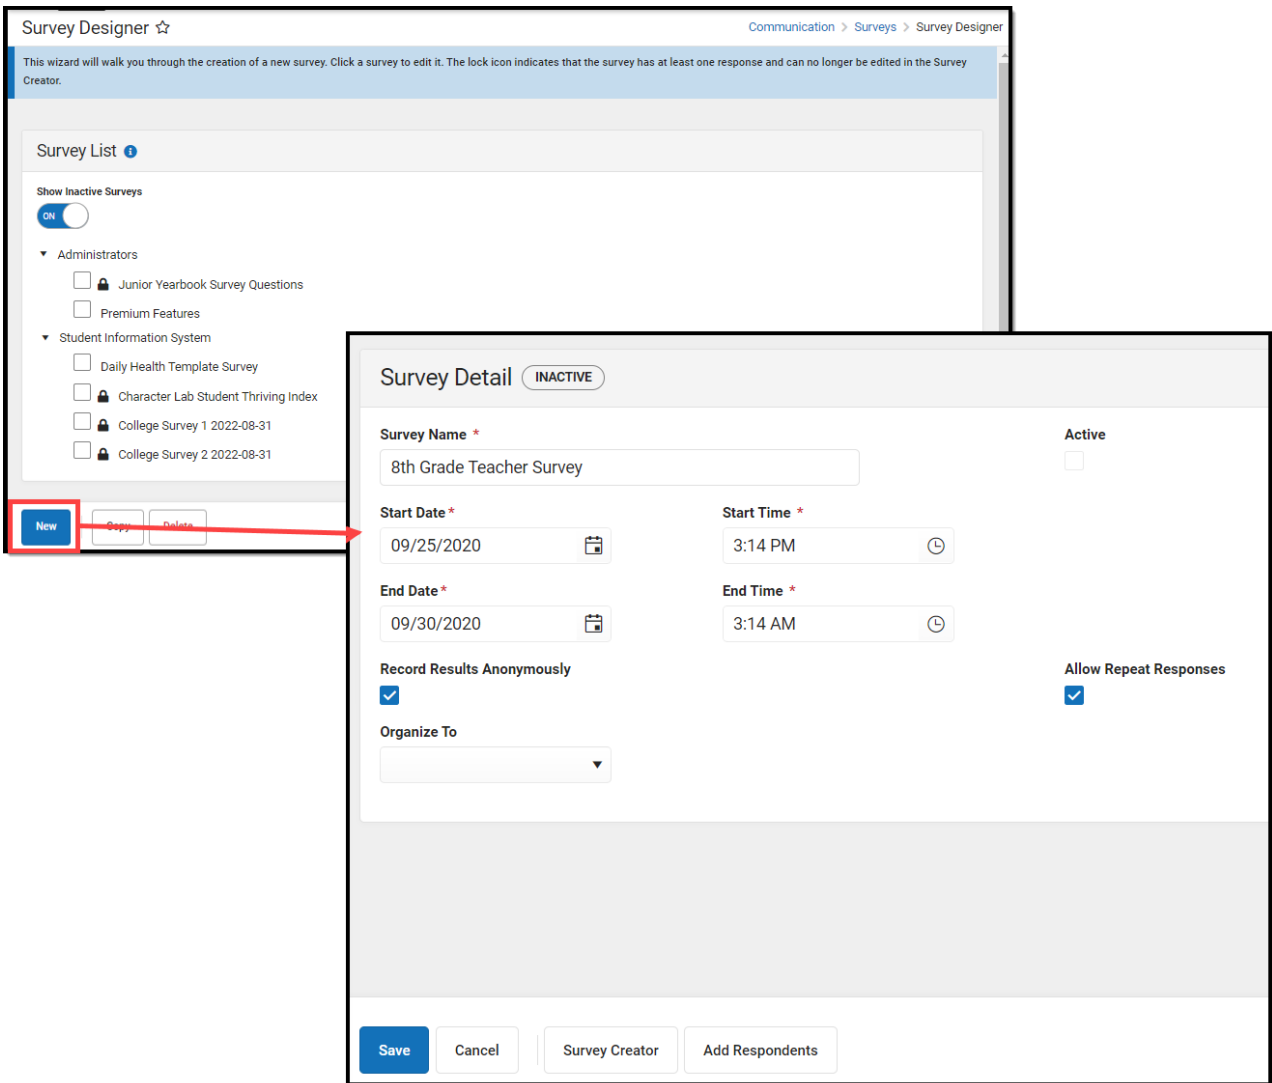 Survey Designer
Communication > Surveys > Survey Designer
This wizard will walk you through the creation of a new survey. Click a survey to edit it. The lock icon indicates that the survey has at least one response and can no longer be edited in the Survey
Creator.
Survey List
Show Inactive Surveys
ON
Administrators
Junior Yearbook Survey Questions
Premium Features
Student Information System
Daily Health Template Survey
Character Lab Student Thriving Index
College Survey 1 2022-08-31
College Survey 2 2022-08-31
New Copy Delete
Survey Detail INACTIVE
Survey Name * Active
8th Grade Teacher Survey
Start Date* Start Time *
09/25/2020 3:14 PM
End Date* End Time *
09/30/2020 3:14 AM
Record Results Anonymously Allow Repeat Responses
Organize To
Save Cancel Survey Creator Add Respondents